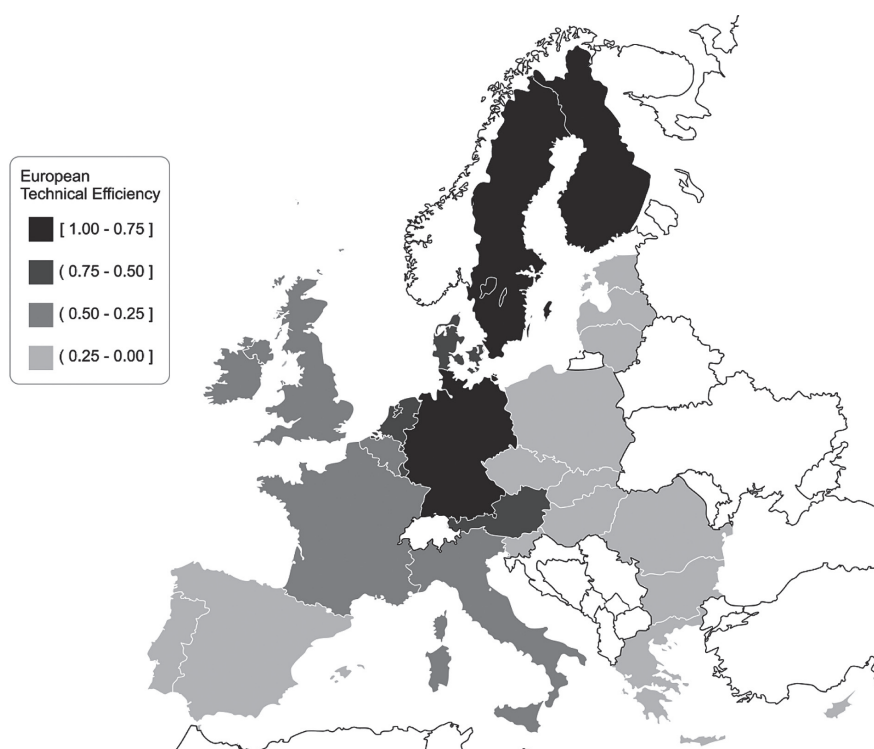 European
Technical Efficiency
[ 1.00 - 0.75 ]
( 0.75 - 0.50 ]
( 0.50 - 0.25 ]
( 0.25 - 0.00 ]